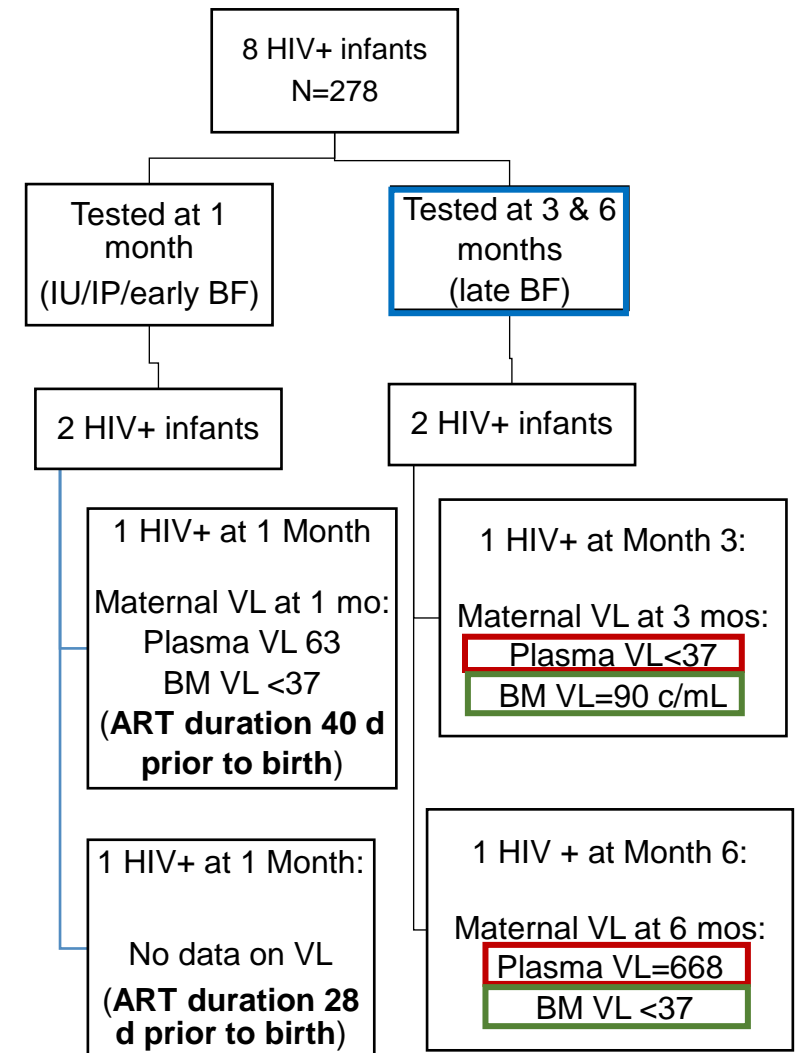 8 HIV+ infants
N=278
Tested at 1
month
(IU/IP/early BF)
Tested at 3 & 6
months
(late BF)
2 HIV+ infants
2 HIV+ infants
1 HIV+ at 1 Month
Maternal VL at 1 mo:
Plasma VL 63
BM VL <37
(ART duration 40 d
prior to birth)
1 HIV+ at Month 3:
Maternal VL at 3 mos:
Plasma VL<37
BM VL=90 c/mL
1 HIV+ at 1 Month:
No data on VL
(ART duration 28
d prior to birth)
1 HIV + at Month 6:
Maternal VL at 6 mos:
Plasma VL=668
BM VL <37